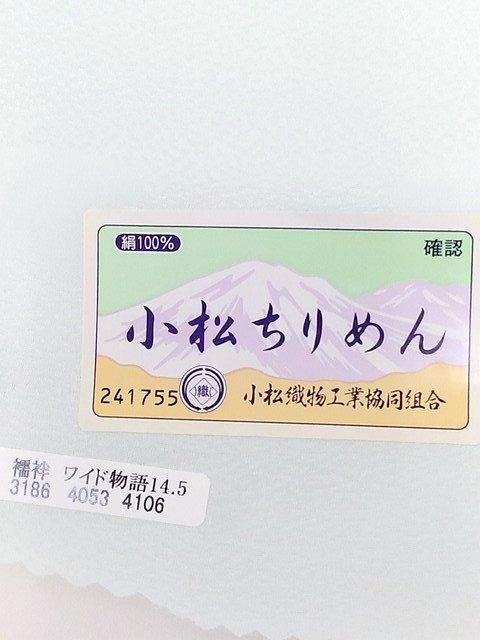 絹100%
確認
小松ちりめん
241755
織
小松織物工業協同組合
襦袢 ワイド物語14.5
3186 4053 4106